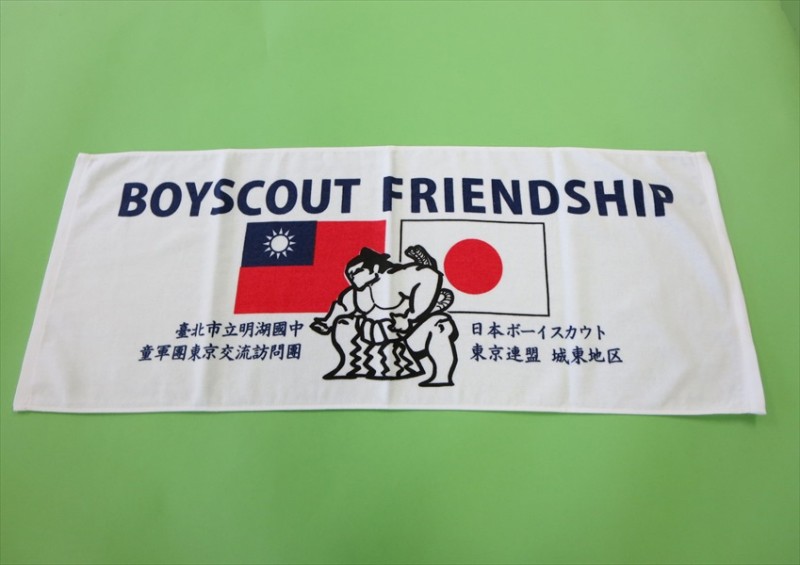 BOYSCOUT FRIENDSHIP
臺北市立明湖國中
童軍團東京交流訪問團
日本ボーイスカウト
東京連盟 城東地区